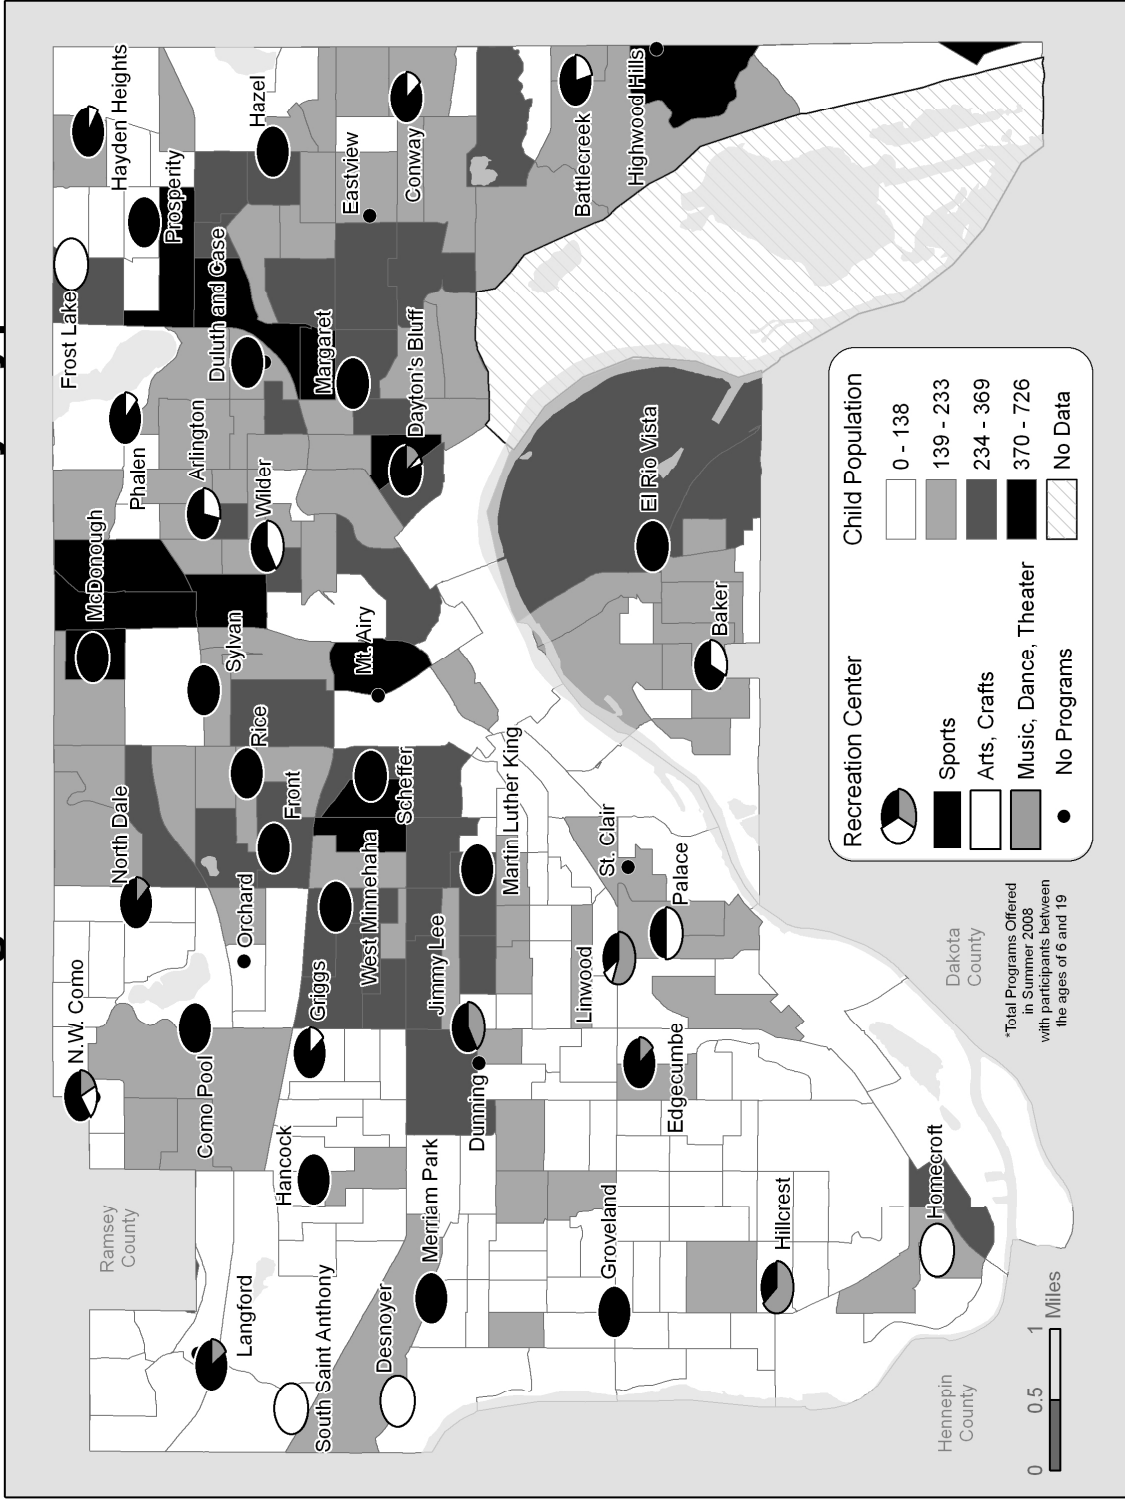 Ramsey
County
Hennepin
County
Dakota
County
N.W. Como
North Dale
McDonough
Phalen
Frost Lake
Hayden Heights
Prosperity
Hazel
Langford
Como Pool
Orchard
Rice
Sylvan
Arlington
Wilder
Duluth and Case
Eastview
Conway
South Saint Anthony
Hancock
Griggs
Front
West Minnehaha
Scheffer
Mt. Airy
Margaret
Dayton's Bluff
Desnoyer
Merriam Park
Dunning
Jimmy Lee
Martin Luther King
Battlecreek
Highwood Hills
Groveland
Edgecumbe
Linwood
St. Clair
Palace
Baker
El Rio Vista
Hillcrest
Homecroft
0 0.5 1
Miles
*Total Programs Offered
in Summer 2008
with participants between
the ages of 6 and 19
Recreation Center
Sports
Arts, Crafts
Music, Dance, Theater
No Programs
Child Population
0 - 138
139 - 233
234 - 369
370 - 726
No Data